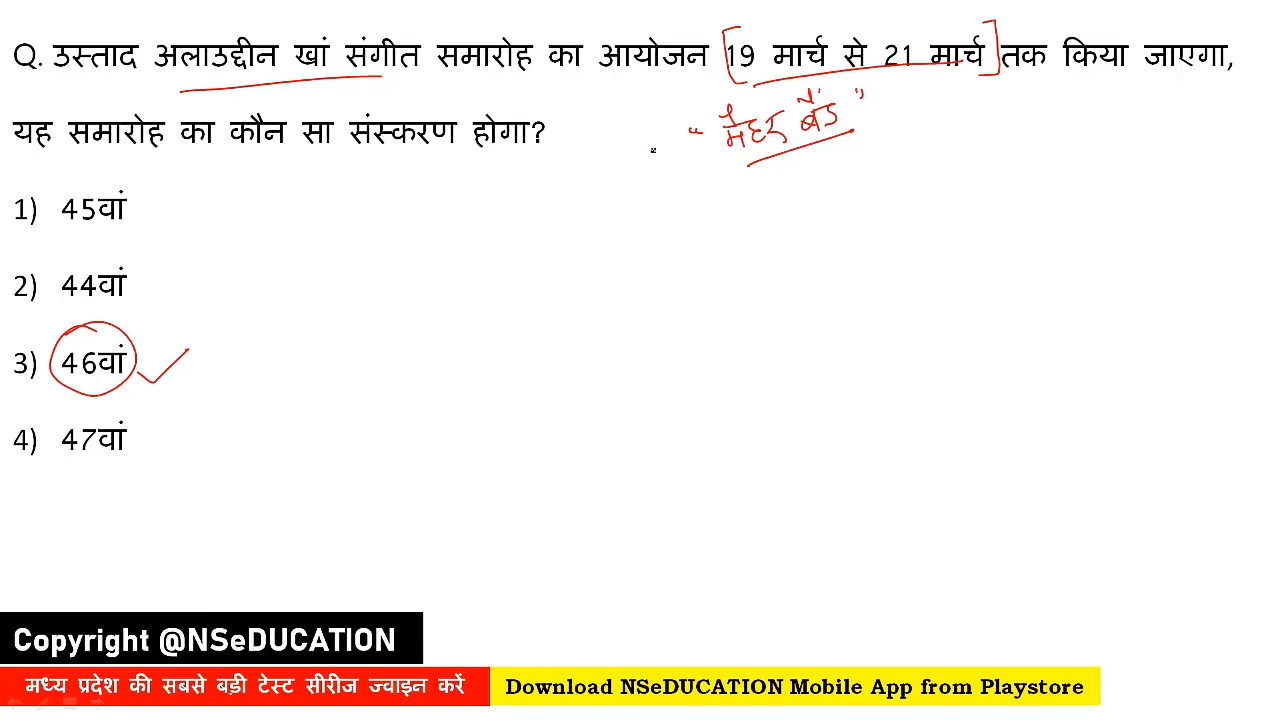 Q. उस्ताद अलाउद्दीन खां संगीत समारोह का आयोजन 19 मार्च से 21 मार्च तक किया जाएगा,
यह समारोह का कौन सा संस्करण होगा?
"मैहर बैंड"
1) 45वां
2) 44वां
3) 46वां
4) 47वां
Copyright @NSeDUCATION
मध्य प्रदेश की सबसे बड़ी टेस्ट सीरीज ज्वाइन करें
Download NSeDUCATION Mobile App from Playstore